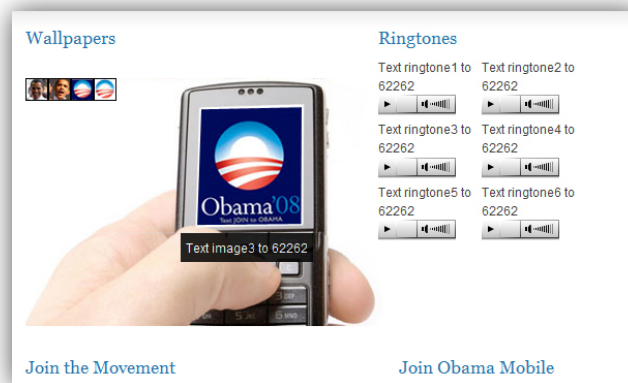 Wallpapers
Obama'08
Text JOIN to OBAMA
Text image3 to 62262
Ringtones
Text ringtone1 to 62262
Text ringtone2 to 62262
Text ringtone3 to 62262
Text ringtone4 to 62262
Text ringtone5 to 62262
Text ringtone6 to 62262
Join the Movement
Join Obama Mobile